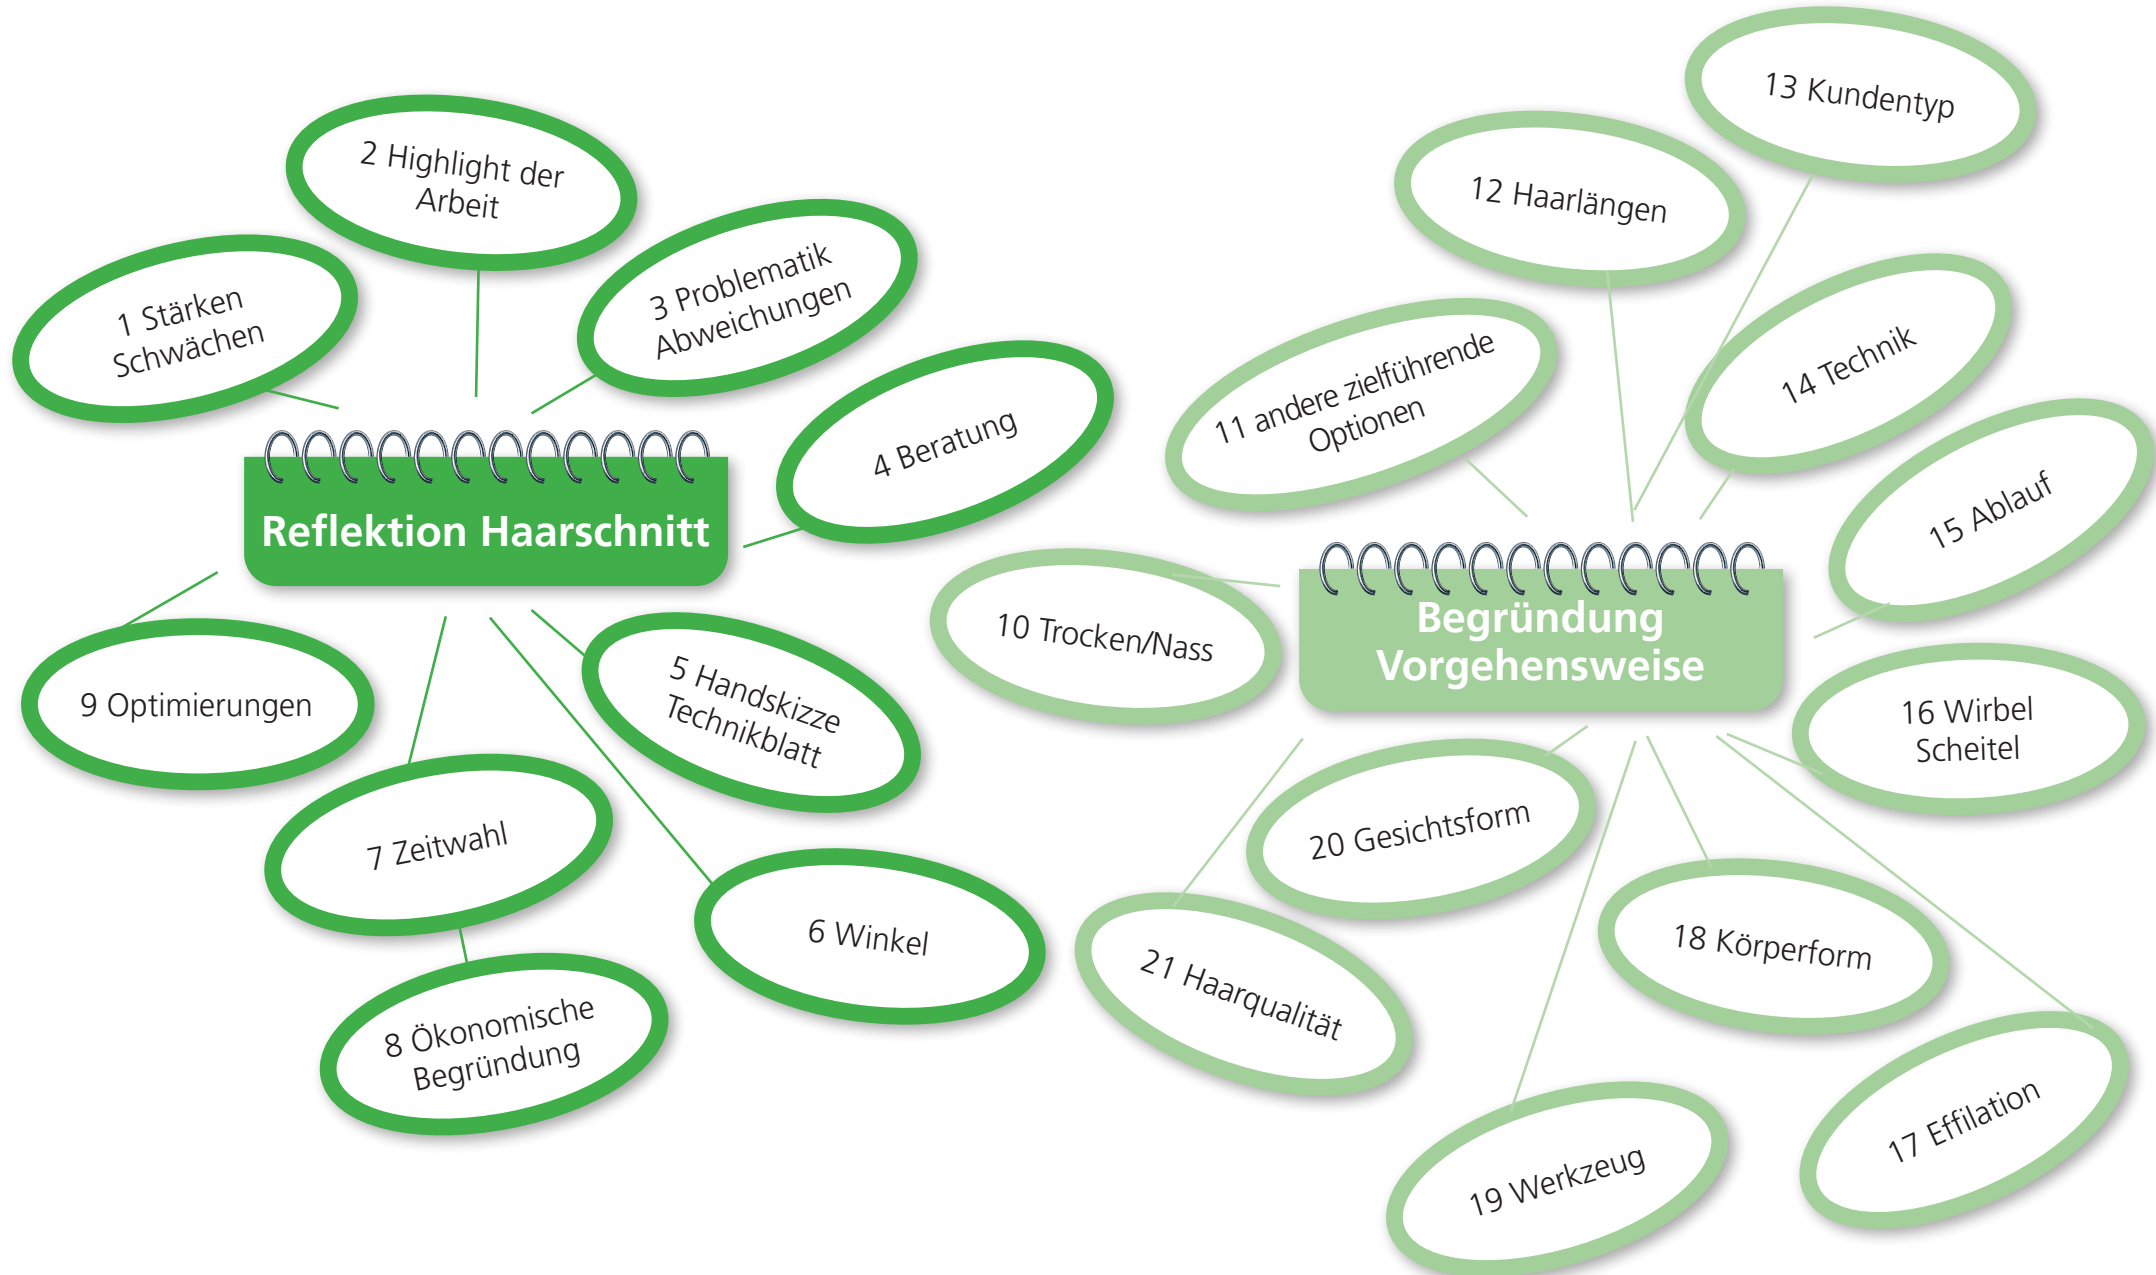 Reflektion Haarschnitt
1 Stärken
Schwächen
2 Highlight der
Arbeit
3 Problematik
Abweichungen
4 Beratung
5 Handskizze
Technikblatt
6 Winkel
7 Zeitwahl
8 Ökonomische
Begründung
9 Optimierungen
Begründung
Vorgehensweise
10 Trocken/Nass
11 andere zielführende
Optionen
12 Haarlängen
13 Kundentyp
14 Technik
15 Ablauf
16 Wirbel
Scheitel
17 Effilation
18 Körperform
19 Werkzeug
20 Gesichtsform
21 Haarqualität